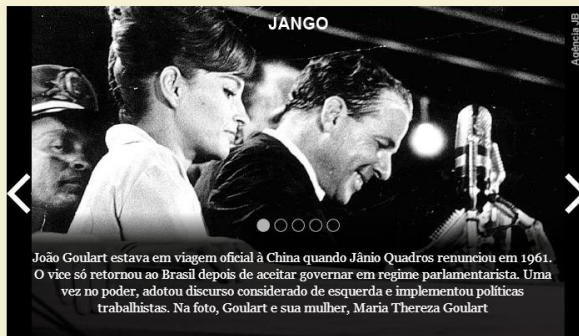 JANGO
Agência JB
João Goulart estava em viagem oficial à China quando Jânio Quadros renunciou em 1961.
O vice só retornou ao Brasil depois de aceitar governar em regime parlamentarista. Uma
vez no poder, adotou discurso considerado de esquerda e implementou políticas
trabalhistas. Na foto, Goulart e sua mulher, Maria Thereza Goulart